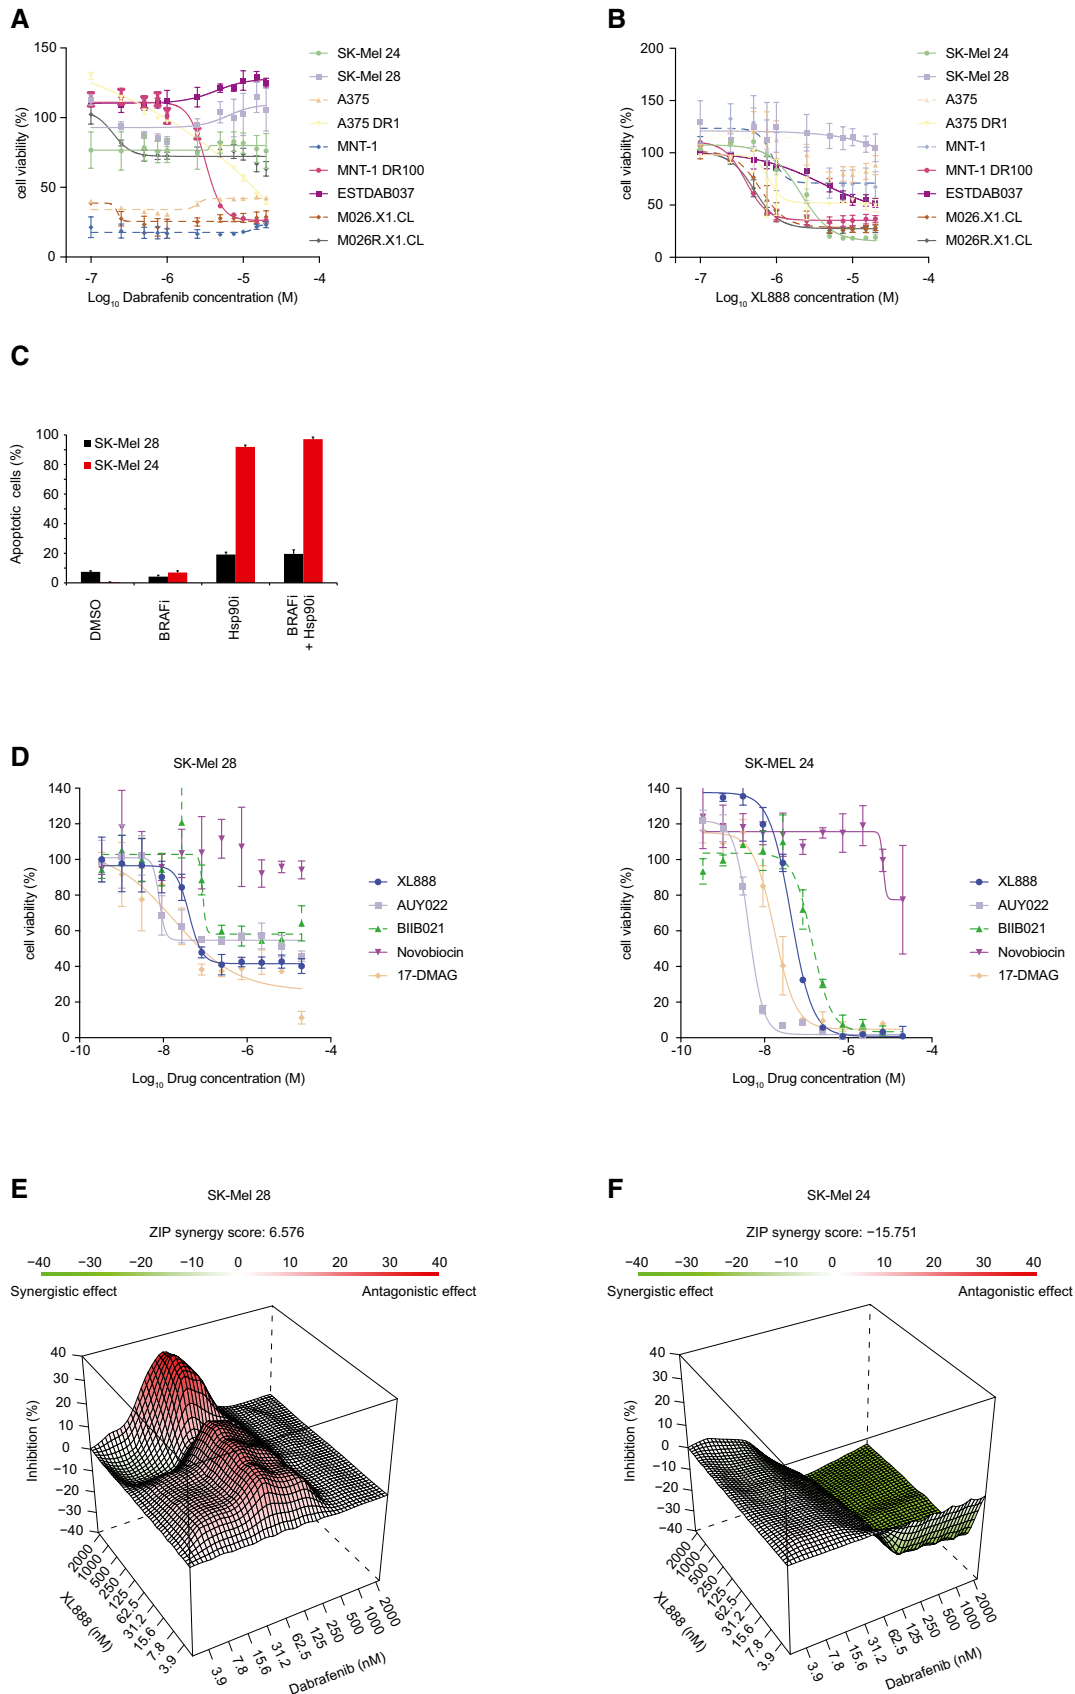 A
150
100
50
0
cell viability (%)
-7
-6
-5
-4
Log10 Dabrafenib concentration (M)
SK-Mel 24
SK-Mel 28
A375
A375 DR1
MNT-1
MNT-1 DR100
ESTDAB037
M026.X1.CL
M026R.X1.CL
B
200
150
100
50
0
cell viability (%)
-7
-6
-5
-4
Log10 XL888 concentration (M)
SK-Mel 24
SK-Mel 28
A375
A375 DR1
MNT-1
MNT-1 DR100
ESTDAB037
M026.X1.CL
M026R.X1.CL
C
100
80
60
40
20
0
Apoptotic cells (%)
SK-Mel 28
SK-Mel 24
DMSO
BRAFi
Hsp90i
BRAFi
+ Hsp90i
D
SK-Mel 28
140
120
100
80
60
40
20
0
cell viability (%)
-10
-8
-6
-4
Log10 Drug concentration (M)
XL888
AUY022
BIIB021
Novobiocin
17-DMAG
SK-MEL 24
140
120
100
80
60
40
20
0
cell viability (%)
-10
-8
-6
-4
Log10 Drug concentration (M)
XL888
AUY022
BIIB021
Novobiocin
17-DMAG
E
SK-Mel 28
ZIP synergy score: 6.576
−40 −30 −20 −10 0 10 20 30 40
Synergistic effect
Antagonistic effect
40
30
20
10
0
−10
−20
−30
−40
Inhibition (%)
2000
1000
500
250
125
62.5
31.2
15.6
7.8
3.9
XL888 (nM)
3.9
7.8
15.6
31.2
62.5
125
250
500
1000
2000
Dabrafenib (nM)
F
SK-Mel 24
ZIP synergy score: −15.751
−40 −30 −20 −10 0 10 20 30 40
Synergistic effect
Antagonistic effect
40
30
20
10
0
−10
−20
−30
−40
Inhibition (%)
2000
1000
500
250
125
62.5
31.2
15.6
7.8
3.9
XL888 (nM)
3.9
7.8
15.6
31.2
62.5
125
250
500
1000
2000
Dabrafenib (nM)